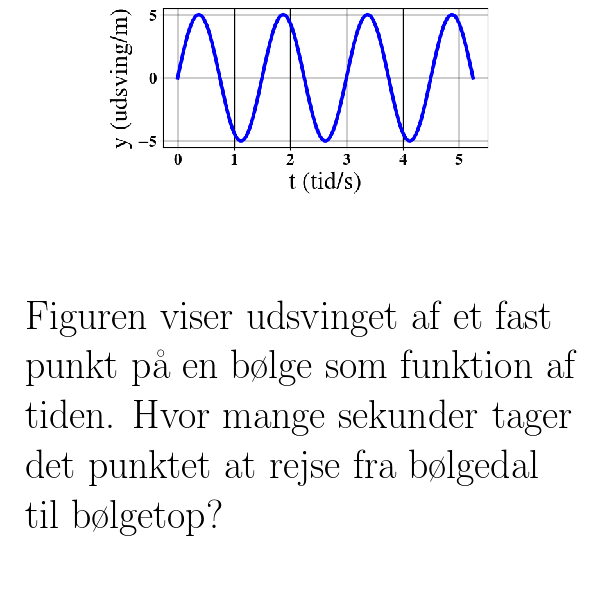 5
0
−5
y (udsving/m)
0 1 2 3 4 5
t (tid/s)
Figuren viser udsvinget af et fast
punkt på en bølge som funktion af
tiden. Hvor mange sekunder tager
det punktet at rejse fra bølgedal
til bølgetop?